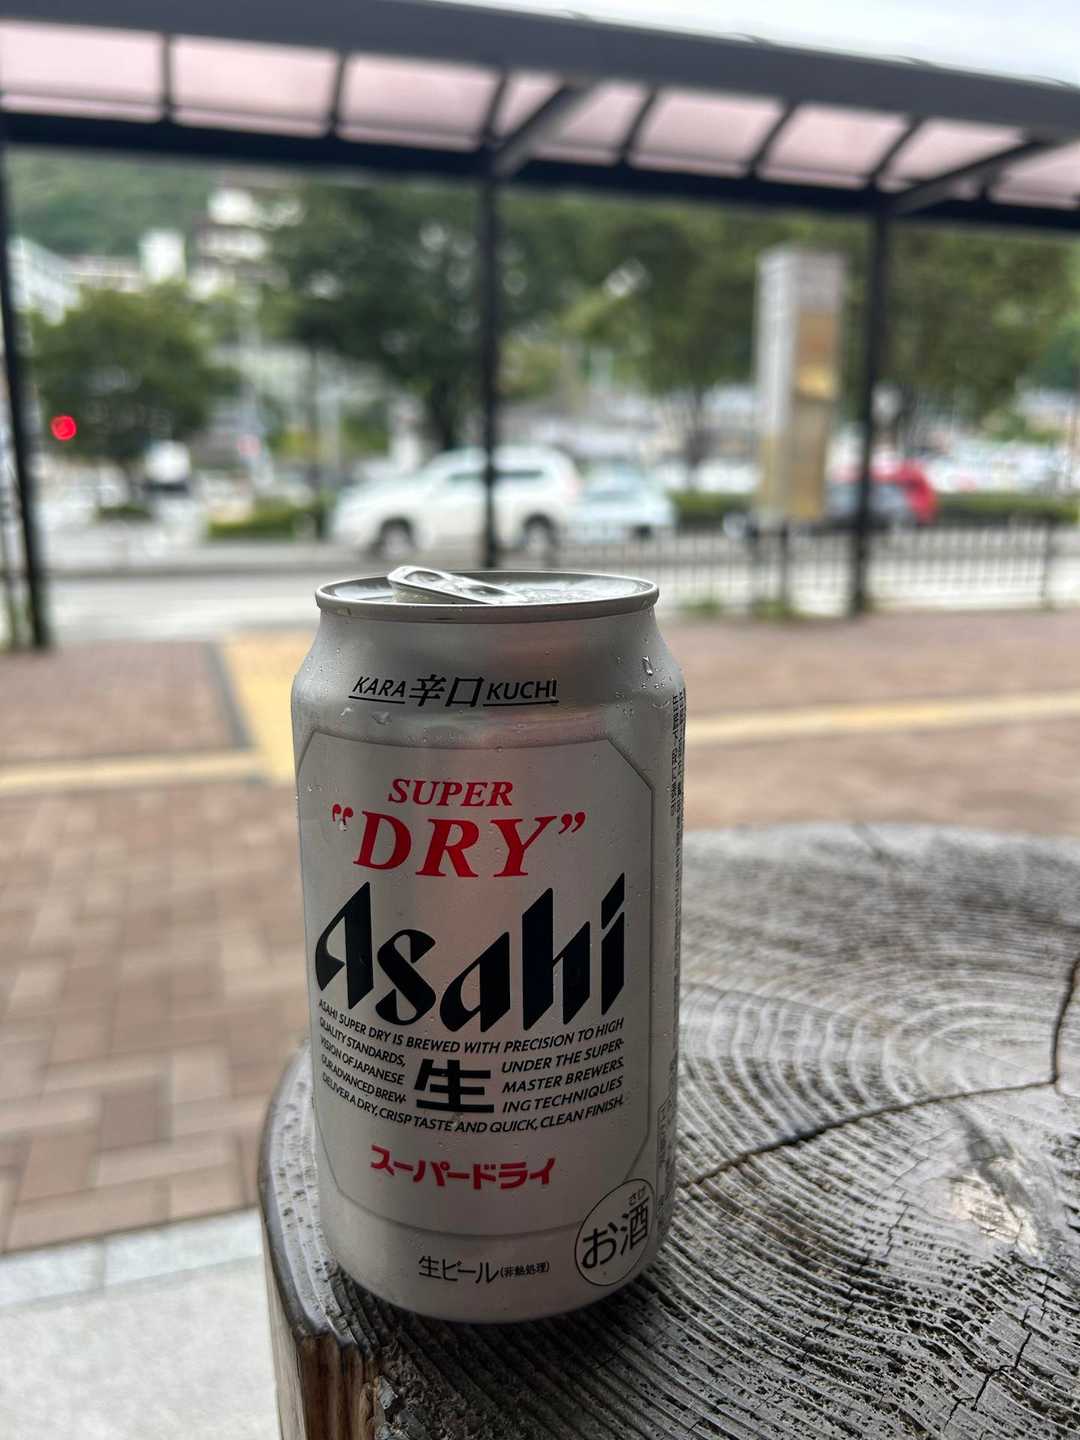 KARA 辛口 KUCHI
SUPER
"DRY"
Asahi
ASAHI SUPER DRY IS BREWED WITH PRECISION TO HIGH
QUALITY STANDARDS, UNDER THE SUPER-
VISION OF JAPANESE MASTER BREWERS.
OUR ADVANCED BREW- ING TECHNIQUES
DELIVER A DRY, CRISP TASTE AND QUICK, CLEAN FINISH.
生
スーパードライ
さけ
お酒
生ビール(非熱処理)